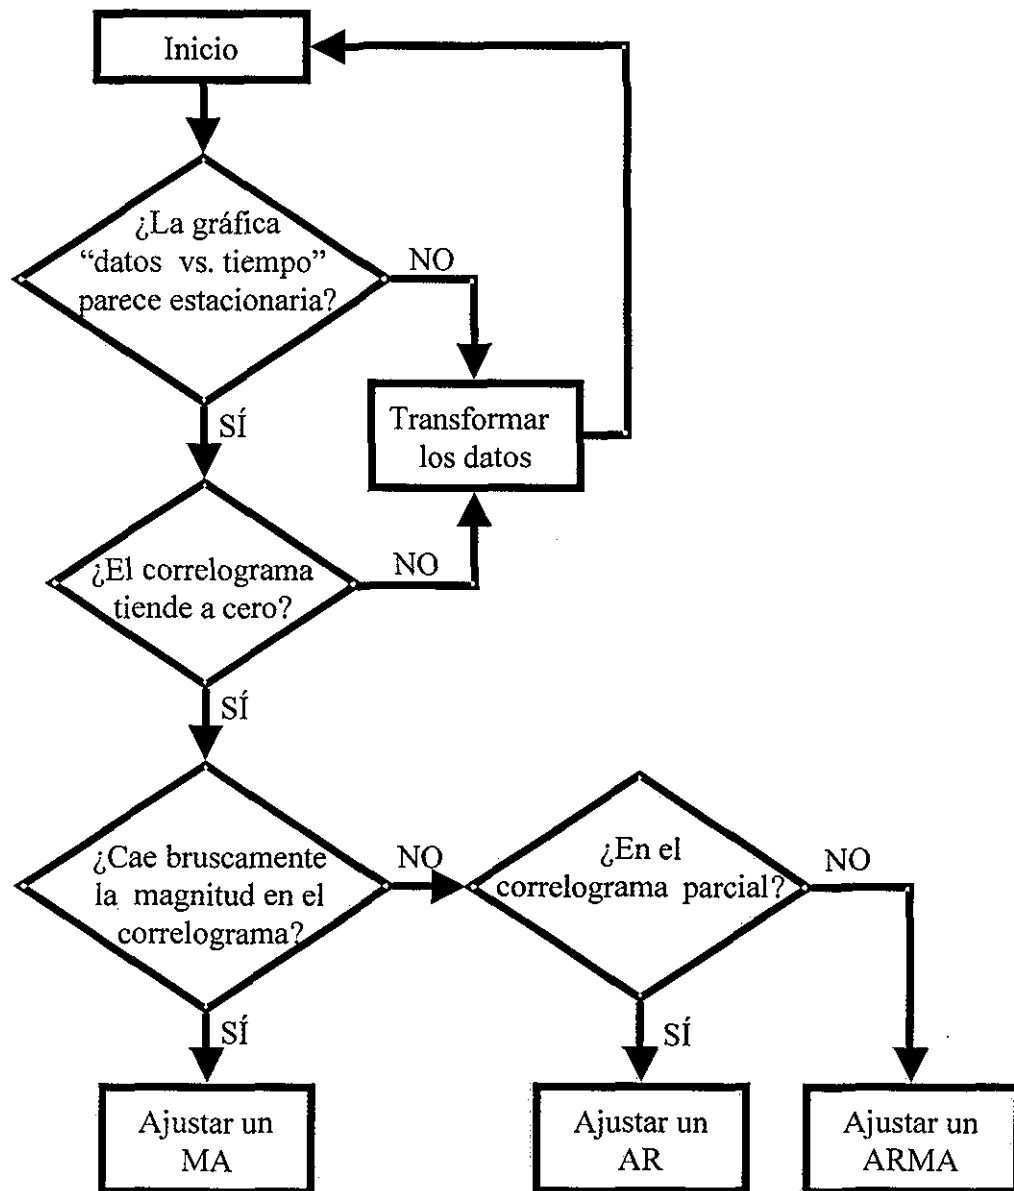 Inicio
¿La gráfica
“datos vs. tiempo”
parece estacionaria?
NO
SÍ
Transformar
los datos
¿El correlograma
tiende a cero?
NO
SÍ
¿Cae bruscamente
la magnitud en el
correlograma?
NO
SÍ
¿En el
correlograma parcial?
NO
SÍ
Ajustar un
MA
Ajustar un
AR
Ajustar un
ARMA